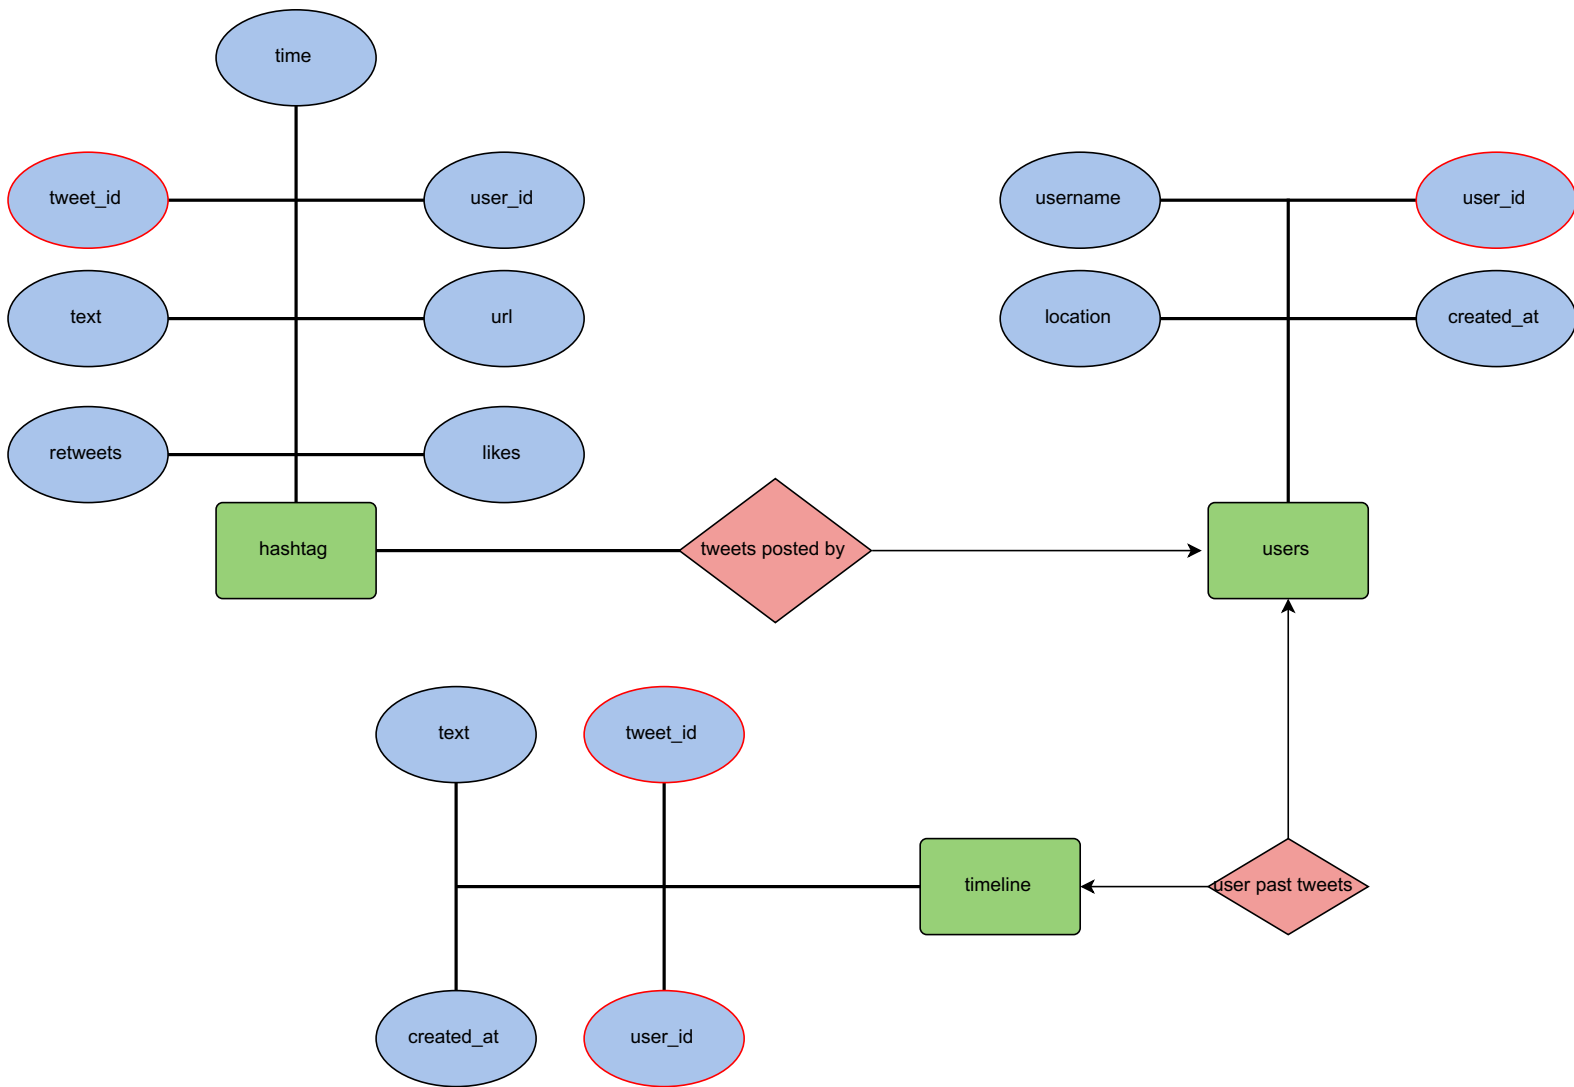 time
tweet_id
user_id
username
user_id
text
url
location
created_at
retweets
likes
hashtag
tweets posted by
users
text
tweet_id
timeline
user past tweets
created_at
user_id